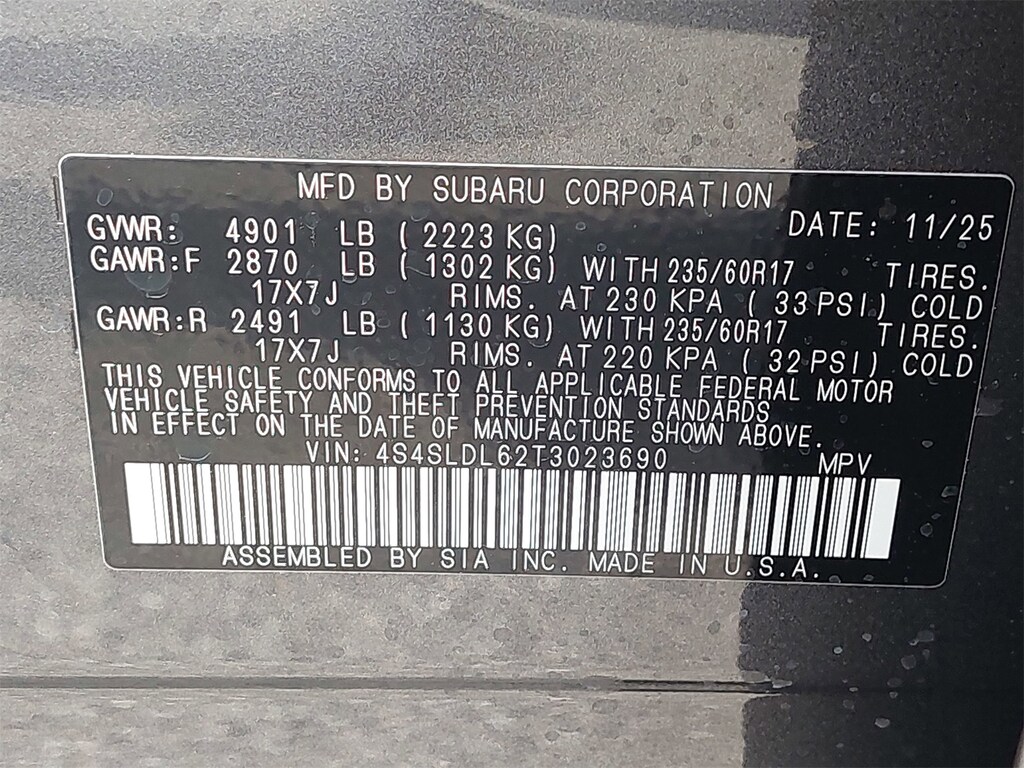 MFD BY SUBARU CORPORATION
GVWR: 4901 LB ( 2223 KG) DATE: 11/25
GAWR:F 2870 LB ( 1302 KG) WITH 235/60R17 TIRES.
17X7J RIMS. AT 230 KPA ( 33 PSI) COLD
GAWR:R 2491 LB ( 1130 KG) WITH 235/60R17 TIRES.
17X7J RIMS. AT 220 KPA ( 32 PSI) COLD
THIS VEHICLE CONFORMS TO ALL APPLICABLE FEDERAL MOTOR
VEHICLE SAFETY AND THEFT PREVENTION STANDARDS
IN EFFECT ON THE DATE OF MANUFACTURE SHOWN ABOVE.
VIN: 4S4SLDL62T3023690 MPV
ASSEMBLED BY SIA INC. MADE IN U.S.A.